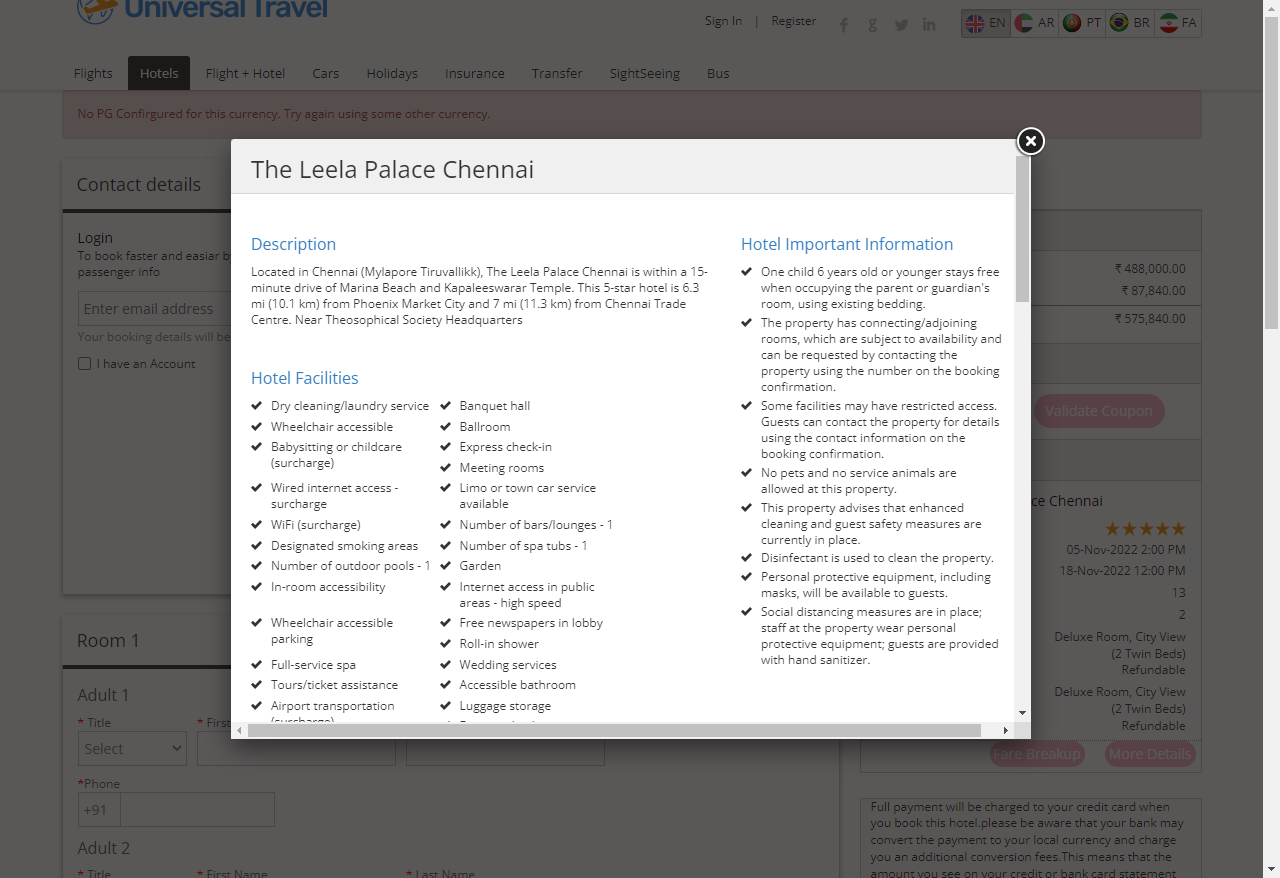 Universal Travel
Sign In | Register
EN AR PT BR FA
Flights Hotels Flight + Hotel Cars Holidays Insurance Transfer SightSeeing Bus
No PG Confirgured for this currency. Try again using some other currency.
Contact details
Login
To book faster and easiar b
passenger info
Enter email address
Your booking details will be
I have an Account
The Leela Palace Chennai
Description
Located in Chennai (Mylapore Tiruvallikk), The Leela Palace Chennai is within a 15-
minute drive of Marina Beach and Kapaleeswarar Temple. This 5-star hotel is 6.3
mi (10.1 km) from Phoenix Market City and 7 mi (11.3 km) from Chennai Trade
Centre. Near Theosophical Society Headquarters
Hotel Facilities
Dry cleaning/laundry service
Wheelchair accessible
Babysitting or childcare
(surcharge)
Wired internet access -
surcharge
WiFi (surcharge)
Designated smoking areas
Number of outdoor pools - 1
In-room accessibility
Wheelchair accessible
parking
Full-service spa
Tours/ticket assistance
Airport transportation
(surcharge)
Banquet hall
Ballroom
Express check-in
Meeting rooms
Limo or town car service
available
Number of bars/lounges - 1
Number of spa tubs - 1
Garden
Internet access in public
areas - high speed
Free newspapers in lobby
Roll-in shower
Wedding services
Accessible bathroom
Luggage storage
Hotel Important Information
One child 6 years old or younger stays free
when occupying the parent or guardian's
room, using existing bedding.
The property has connecting/adjoining
rooms, which are subject to availability and
can be requested by contacting the
property using the number on the booking
confirmation.
Some facilities may have restricted access.
Guests can contact the property for details
using the contact information on the
booking confirmation.
No pets and no service animals are
allowed at this property.
This property advises that enhanced
cleaning and guest safety measures are
currently in place.
Disinfectant is used to clean the property.
Personal protective equipment, including
masks, will be available to guests.
Social distancing measures are in place;
staff at the property wear personal
protective equipment; guests are provided
with hand sanitizer.
₹ 488,000.00
₹ 87,840.00
₹ 575,840.00
Validate Coupon
ce Chennai
05-Nov-2022 2:00 PM
18-Nov-2022 12:00 PM
13
2
Deluxe Room, City View
(2 Twin Beds)
Refundable
Deluxe Room, City View
(2 Twin Beds)
Refundable
Fare Breakup More Details
Room 1
Adult 1
* Title * First
Select
*Phone
+91
Adult 2
* Title * First Name * Last Name
Full payment will be charged to your credit card when
you book this hotel.please be aware that your bank may
convert the payment to your local currency and charge
you an additional conversion fees.This means that the
amount you see on your credit or bank card statement